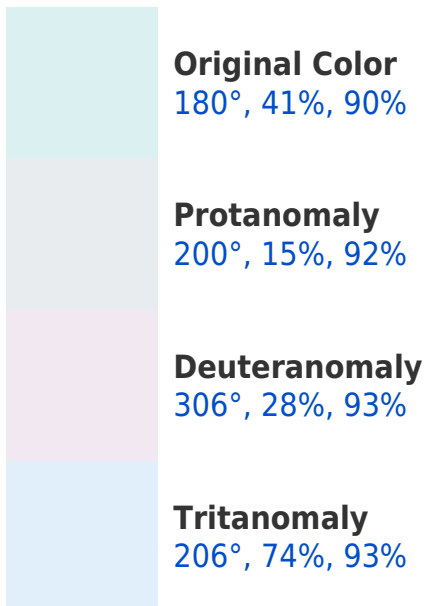 Original Color
180°, 41%, 90%
Protanomaly
200°, 15%, 92%
Deuteranomaly
306°, 28%, 93%
Tritanomaly
206°, 74%, 93%